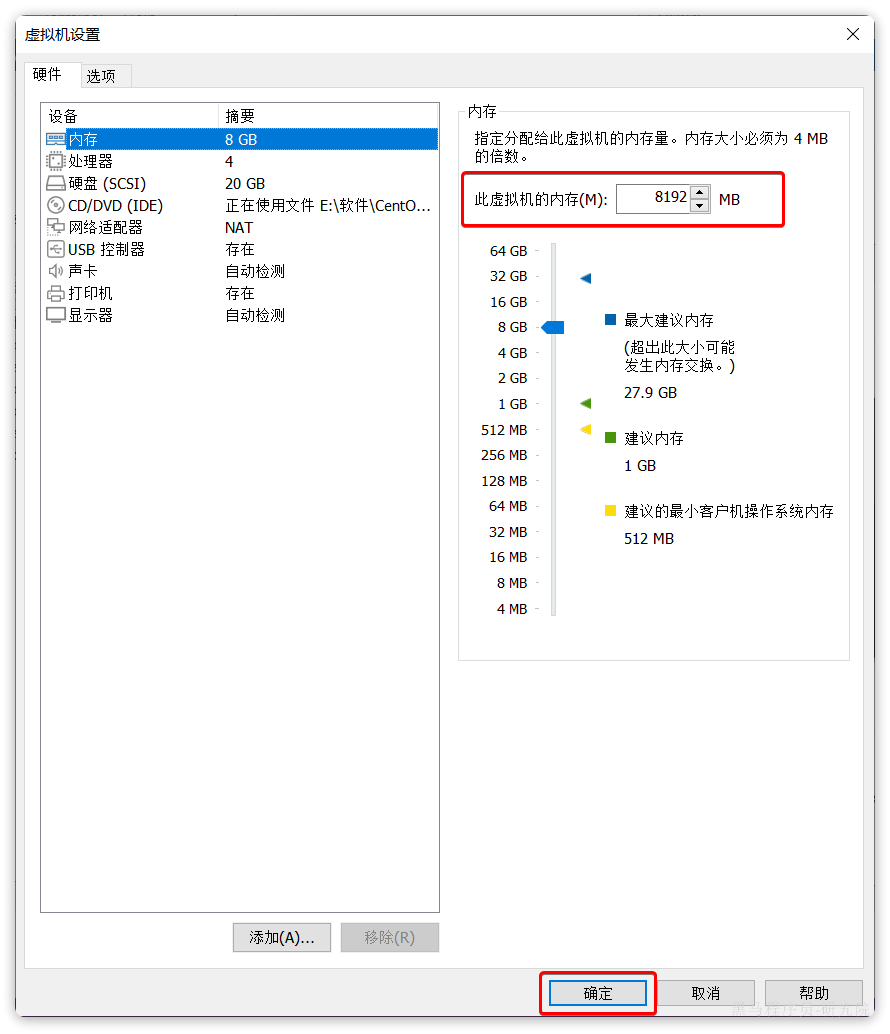 虚拟机设置
硬件 选项
设备 摘要
内存 8 GB
处理器 4
硬盘 (SCSI) 20 GB
CD/DVD (IDE) 正在使用文件 E:\软件\CentO...
网络适配器 NAT
USB 控制器 存在
声卡 自动检测
打印机 存在
显示器 自动检测
添加(A)... 移除(R)
内存
指定分配给此虚拟机的内存量。内存大小必须为 4 MB
的倍数。
此虚拟机的内存(M): 8192 MB
64 GB
32 GB
16 GB
8 GB
4 GB
2 GB
1 GB
512 MB
256 MB
128 MB
64 MB
32 MB
16 MB
8 MB
4 MB
最大建议内存
(超出此大小可能
发生内存交换。)
27.9 GB
建议内存
1 GB
建议的最小客户机操作系统内存
512 MB
确定 取消 帮助
黑马程序员-研究院